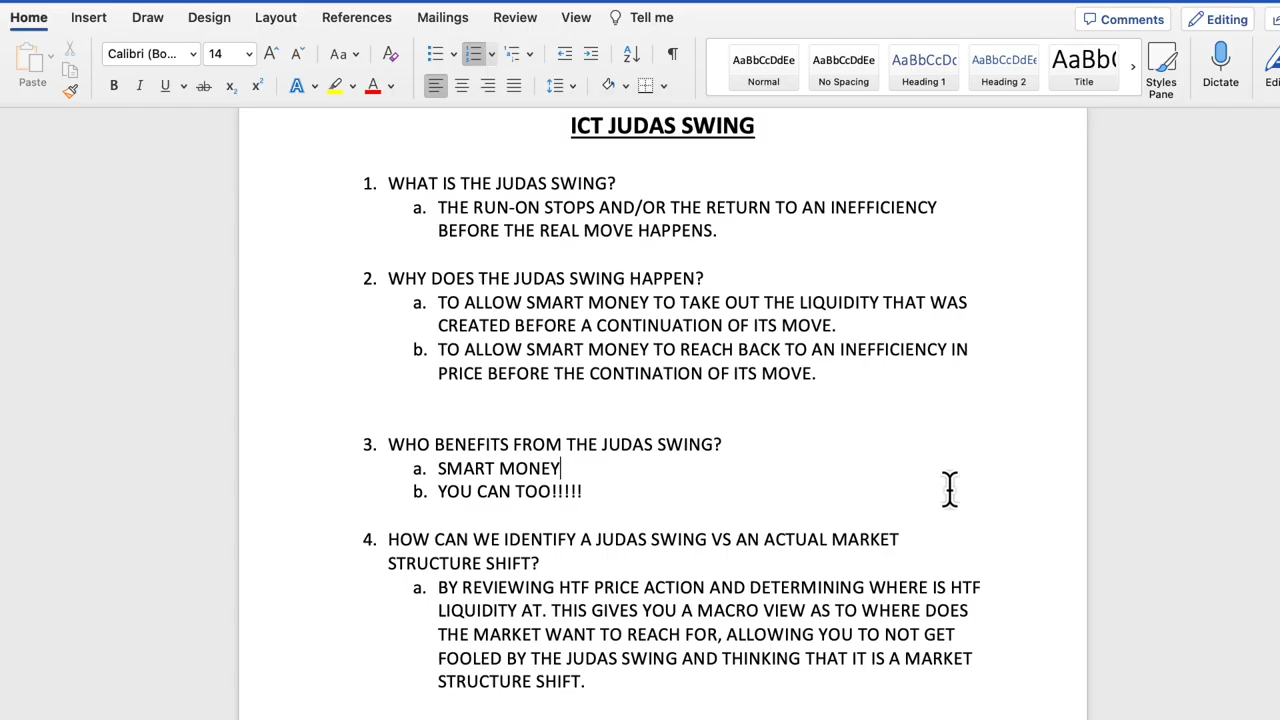 Home Insert Draw Design Layout References Mailings Review View Tell me Comments Editing
Calibri (Bo... 14 Aa
AaBbCcDdEe AaBbCcDdEe AaBbCcDc AaBbCcDdEe AaBb(
Paste Normal No Spacing Heading 1 Heading 2 Title Styles Pane Dictate
ICT JUDAS SWING
1. WHAT IS THE JUDAS SWING?
a. THE RUN-ON STOPS AND/OR THE RETURN TO AN INEFFICIENCY
BEFORE THE REAL MOVE HAPPENS.
2. WHY DOES THE JUDAS SWING HAPPEN?
a. TO ALLOW SMART MONEY TO TAKE OUT THE LIQUIDITY THAT WAS
CREATED BEFORE A CONTINUATION OF ITS MOVE.
b. TO ALLOW SMART MONEY TO REACH BACK TO AN INEFFICIENCY IN
PRICE BEFORE THE CONTINATION OF ITS MOVE.
3. WHO BENEFITS FROM THE JUDAS SWING?
a. SMART MONEY
b. YOU CAN TOO!!!!!
4. HOW CAN WE IDENTIFY A JUDAS SWING VS AN ACTUAL MARKET
STRUCTURE SHIFT?
a. BY REVIEWING HTF PRICE ACTION AND DETERMINING WHERE IS HTF
LIQUIDITY AT. THIS GIVES YOU A MACRO VIEW AS TO WHERE DOES
THE MARKET WANT TO REACH FOR, ALLOWING YOU TO NOT GET
FOOLED BY THE JUDAS SWING AND THINKING THAT IT IS A MARKET
STRUCTURE SHIFT.